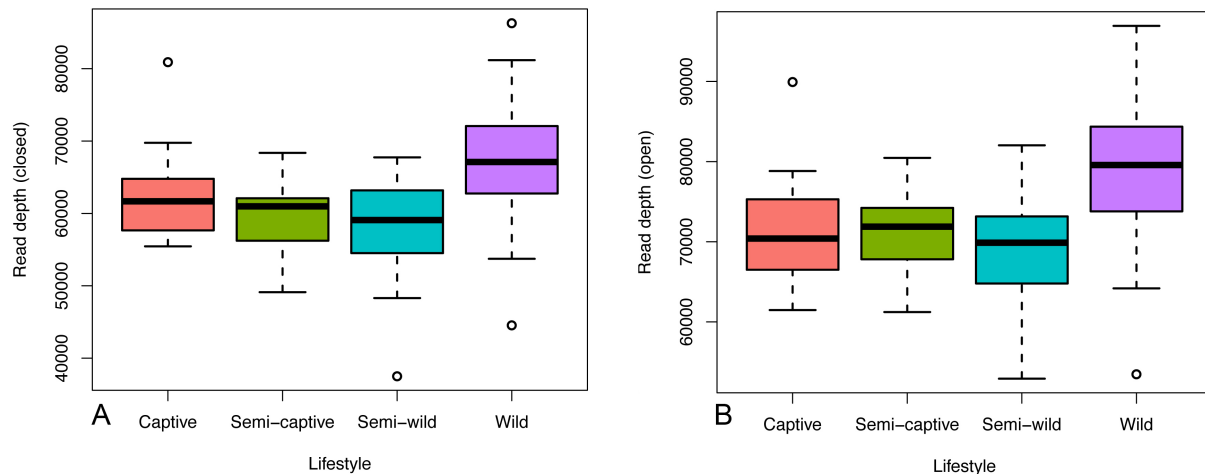 Read depth (closed)
80000
70000
60000
50000
40000
A
Captive
Semi−captive
Semi−wild
Wild
Lifestyle
Read depth (open)
90000
80000
70000
60000
B
Captive
Semi−captive
Semi−wild
Wild
Lifestyle